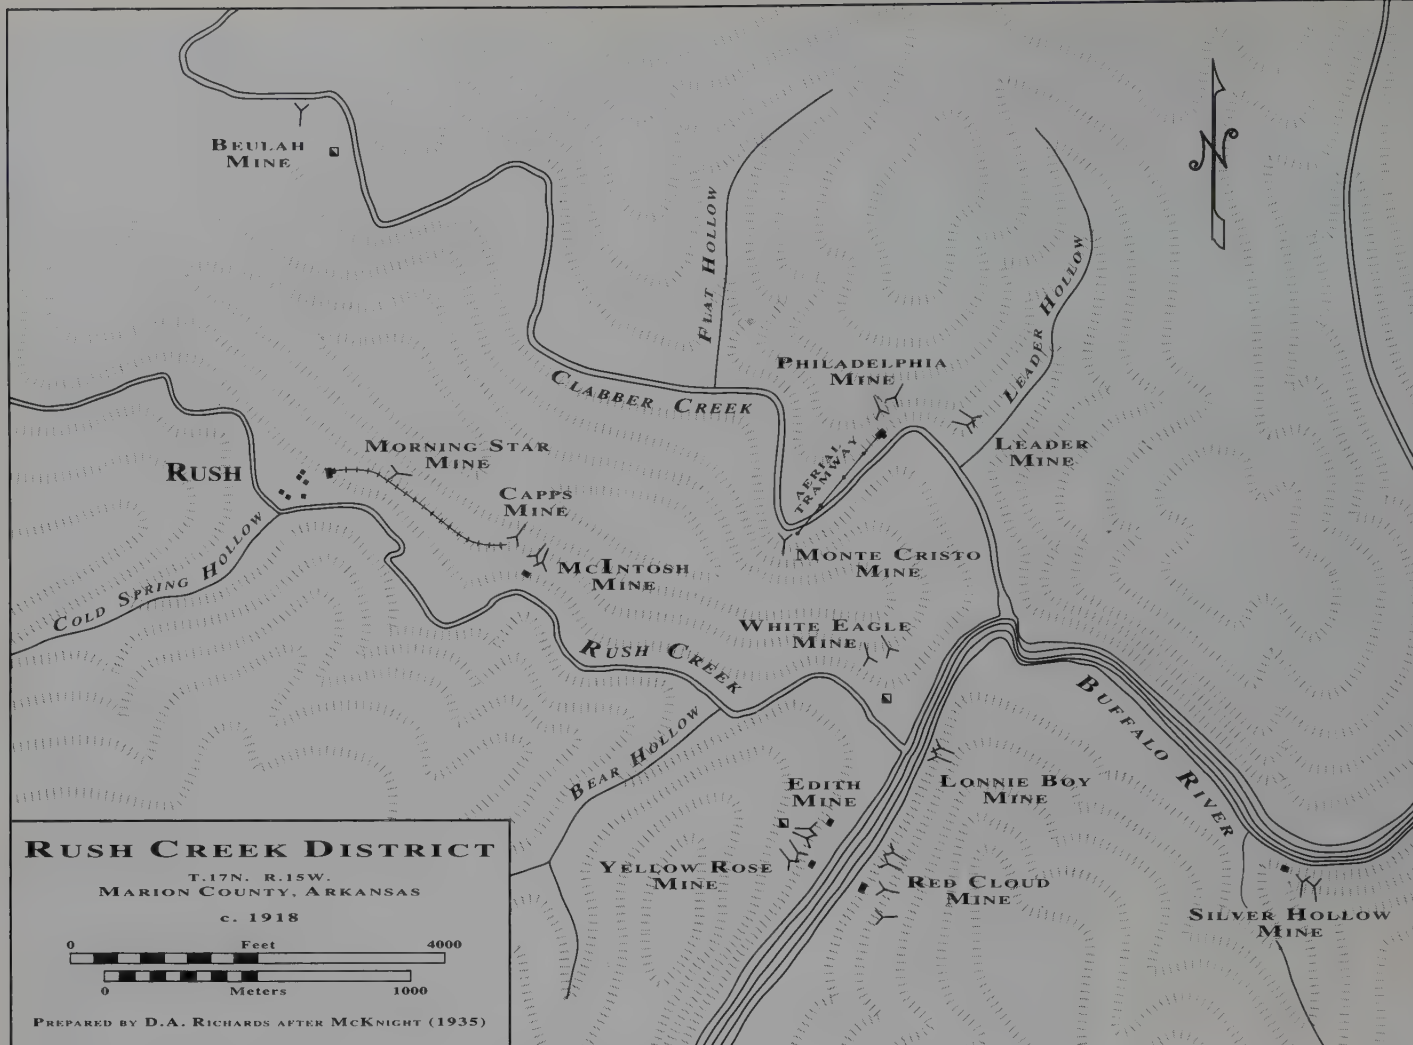 N
BEULAH
MINE
FLAT HOLLOW
LEADER HOLLOW
PHILADELPHIA
MINE
CLABBER CREEK
AERIAL
TRAMWAY
LEADER
MINE
MORNING STAR
MINE
RUSH
CAPPS
MINE
COLD SPRING HOLLOW
MCINTOSH
MINE
MONTE CRISTO
MINE
WHITE EAGLE
MINE
RUSH CREEK
BUFFALO RIVER
BEAR HOLLOW
EDITH
MINE
LONNIE BOY
MINE
YELLOW ROSE
MINE
RED CLOUD
MINE
SILVER HOLLOW
MINE
RUSH CREEK DISTRICT
T.17N. R.15W.
MARION COUNTY, ARKANSAS
c. 1918
0 Feet 4000
0 Meters 1000
PREPARED BY D.A. RICHARDS AFTER MCKNIGHT (1935)